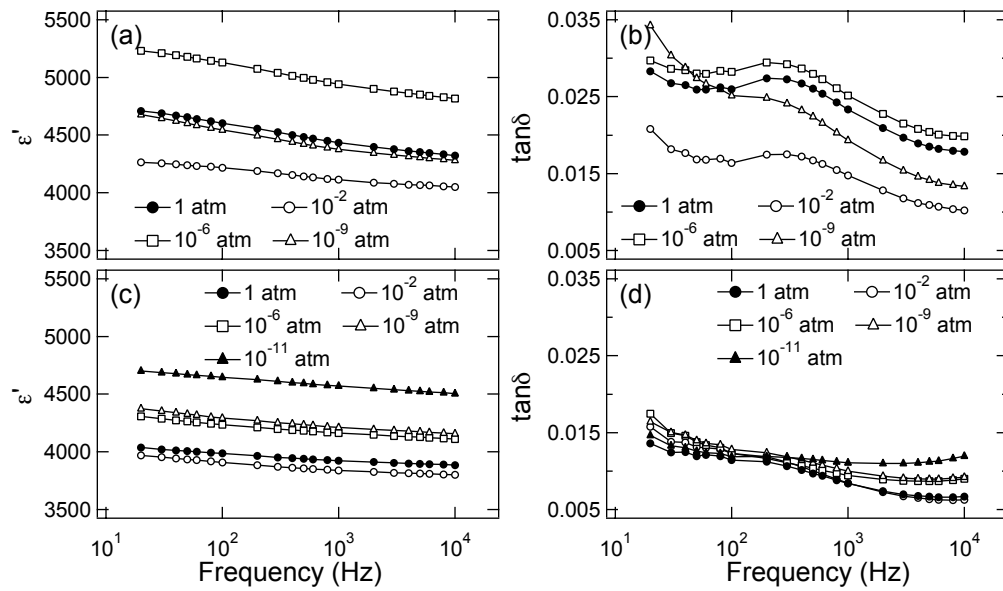 (a)
ε'
5500
5000
4500
4000
3500
1 atm
10⁻² atm
10⁻⁶ atm
10⁻⁹ atm
(b)
tanδ
0.035
0.025
0.015
0.005
1 atm
10⁻² atm
10⁻⁶ atm
10⁻⁹ atm
(c)
ε'
5500
5000
4500
4000
3500
1 atm
10⁻² atm
10⁻⁶ atm
10⁻⁹ atm
10⁻¹¹ atm
10¹ 10² 10³ 10⁴
Frequency (Hz)
(d)
tanδ
0.035
0.025
0.015
0.005
1 atm
10⁻² atm
10⁻⁶ atm
10⁻⁹ atm
10⁻¹¹ atm
10¹ 10² 10³ 10⁴
Frequency (Hz)